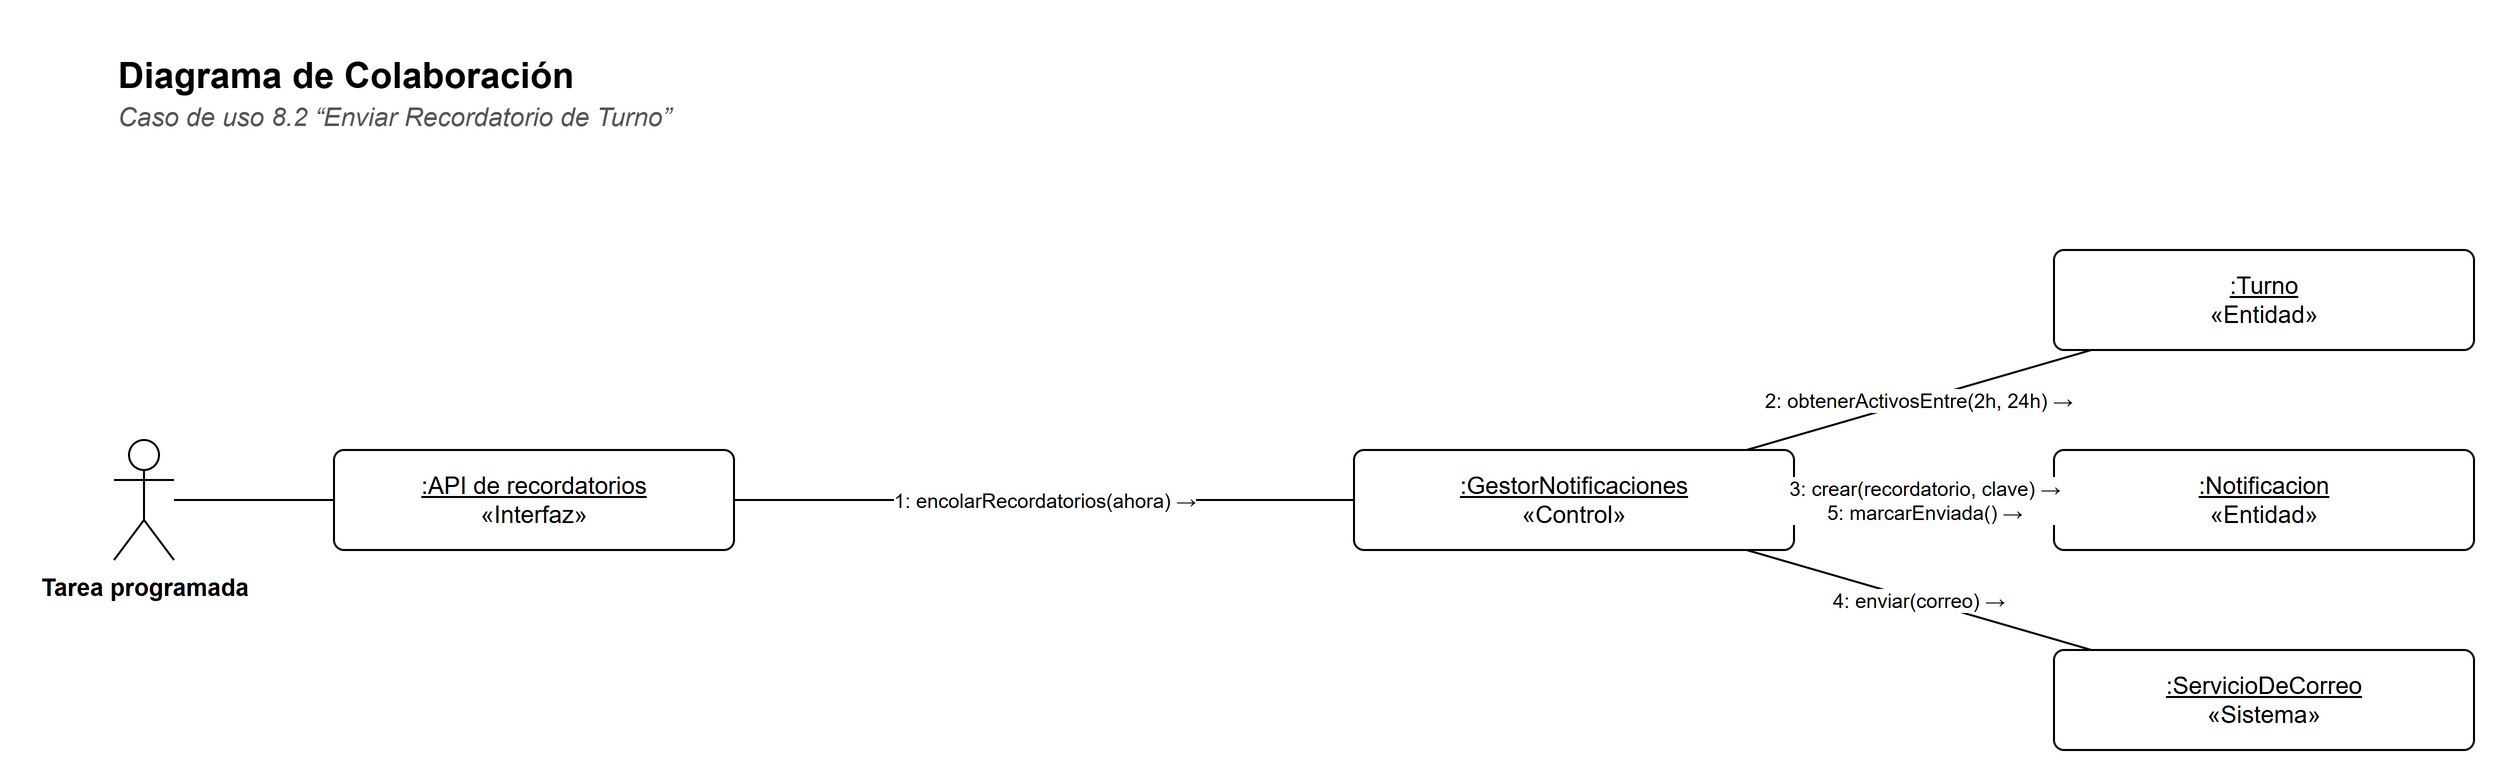 Diagrama de Colaboración
Caso de uso 8.2 “Enviar Recordatorio de Turno”
:Turno
«Entidad»
2: obtenerActivosEntre(2h, 24h) →
:API de recordatorios
«Interfaz»
1: encolarRecordatorios(ahora) →
:GestorNotificaciones
«Control»
3: crear(recordatorio, clave) →
5: marcarEnviada() →
:Notificacion
«Entidad»
Tarea programada
4: enviar(correo) →
:ServicioDeCorreo
«Sistema»